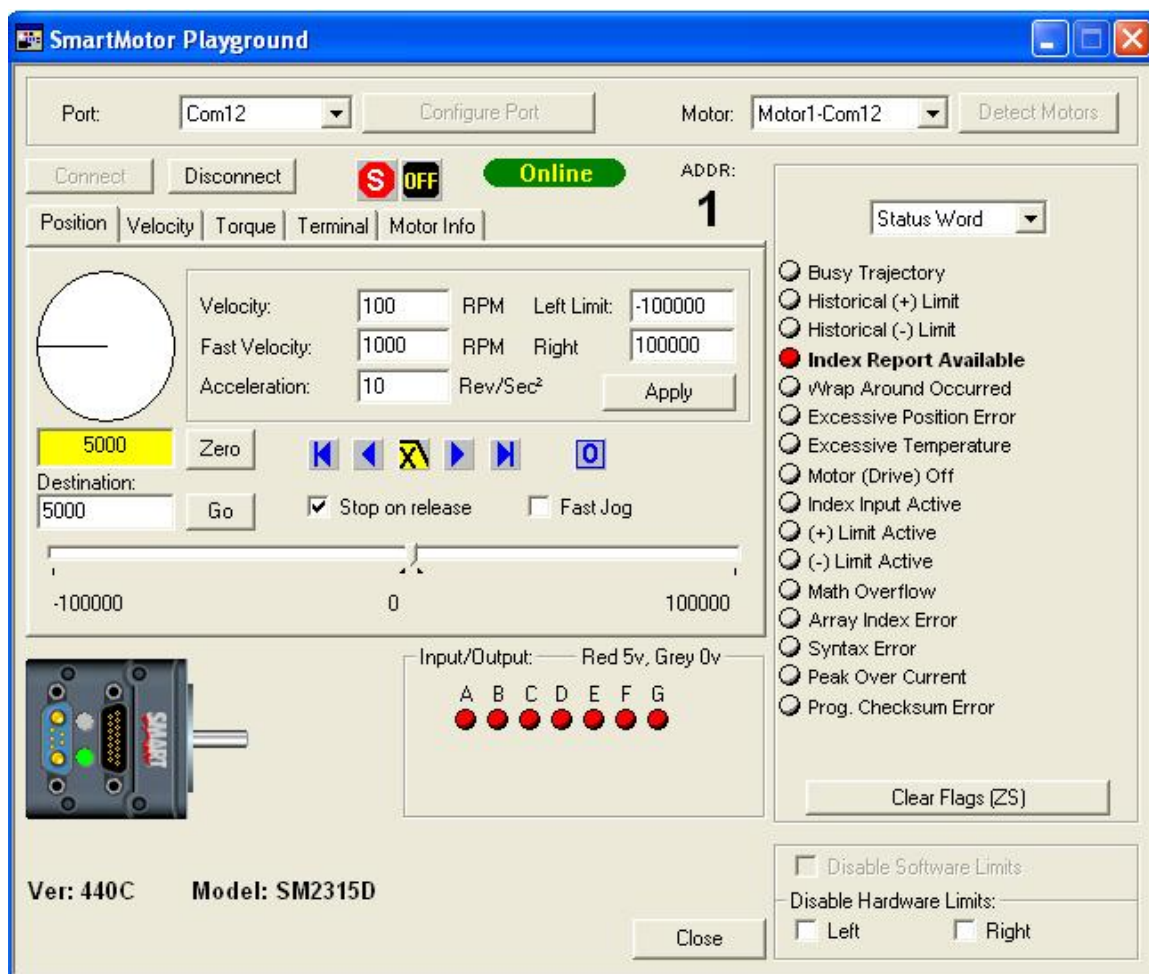 SmartMotor Playground
Port: Com12 Configure Port Motor: Motor1-Com12 Detect Motors
Connect Disconnect S OFF Online ADDR:
1
Position Velocity Torque Terminal Motor Info
Velocity: 100 RPM Left Limit: -100000
Fast Velocity: 1000 RPM Right 100000
Acceleration: 10 Rev/Sec² Apply
5000 Zero X O
Destination:
5000 Go Stop on release Fast Jog
-100000 0 100000
Input/Output: Red 5v, Grey 0v
A B C D E F G
SMART
Ver: 440C Model: SM2315D
Close
Status Word
Busy Trajectory
Historical (+) Limit
Historical (-) Limit
Index Report Available
Wrap Around Occurred
Excessive Position Error
Excessive Temperature
Motor (Drive) Off
Index Input Active
(+) Limit Active
(-) Limit Active
Math Overflow
Array Index Error
Syntax Error
Peak Over Current
Prog. Checksum Error
Clear Flags (ZS)
Disable Software Limits
Disable Hardware Limits:
Left Right